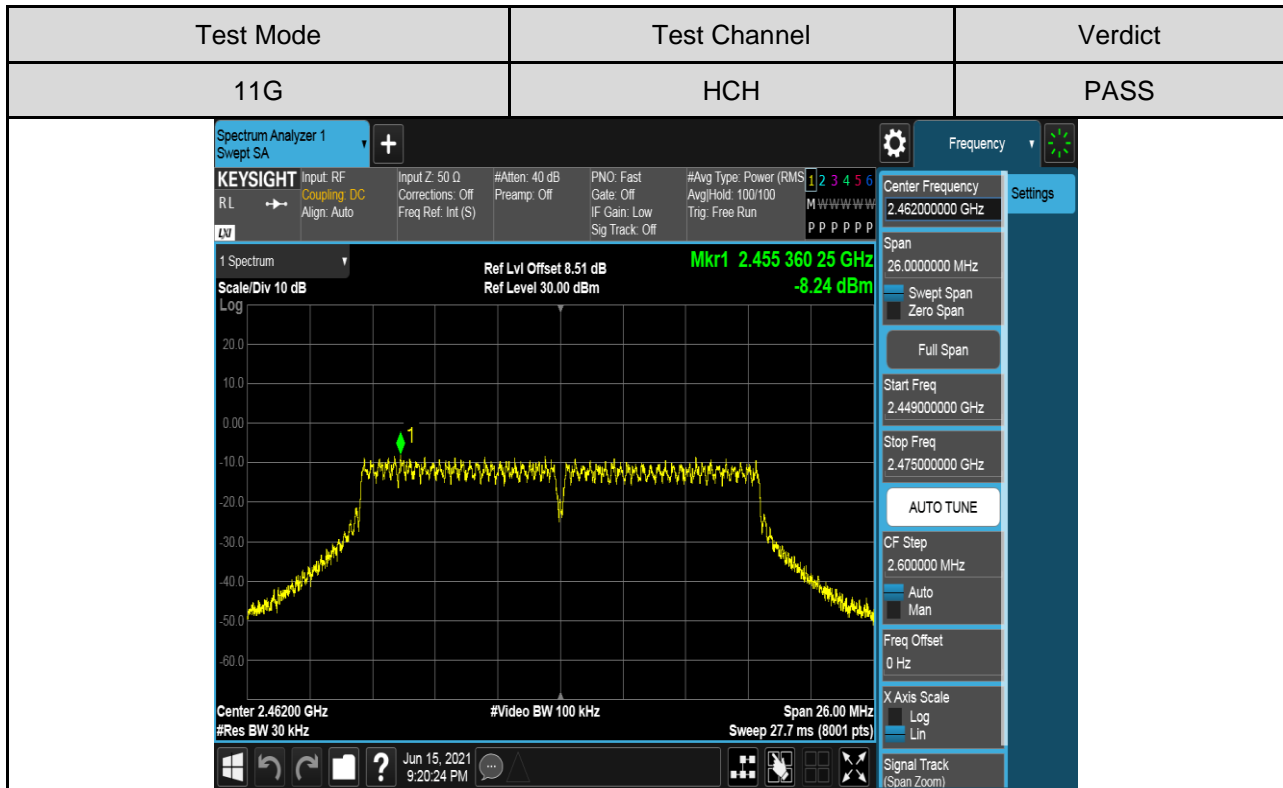 Test Mode Test Channel Verdict
11G HCH PASS
Spectrum Analyzer 1
Swept SA
+
Frequency
KEYSIGHT
RL
LXI
Input: RF
Coupling: DC
Align: Auto
Input Z: 50 Ω
Corrections: Off
Freq Ref: Int (S)
#Atten: 40 dB
Preamp: Off
PNO: Fast
Gate: Off
IF Gain: Low
Sig Track: Off
#Avg Type: Power (RMS
Avg|Hold: 100/100
Trig: Free Run
1 2 3 4 5 6
M W W W W W
P P P P P P
1 Spectrum
Scale/Div 10 dB
Log
Ref Lvl Offset 8.51 dB
Ref Level 30.00 dBm
Mkr1 2.455 360 25 GHz
-8.24 dBm
20.0
10.0
0.00
-10.0
-20.0
-30.0
-40.0
-50.0
-60.0
1
Center 2.46200 GHz
#Res BW 30 kHz
#Video BW 100 kHz
Span 26.00 MHz
Sweep 27.7 ms (8001 pts)
Center Frequency
2.462000000 GHz
Settings
Span
26.0000000 MHz
Swept Span
Zero Span
Full Span
Start Freq
2.449000000 GHz
Stop Freq
2.475000000 GHz
AUTO TUNE
CF Step
2.600000 MHz
Auto
Man
Freq Offset
0 Hz
X Axis Scale
Log
Lin
Signal Track
(Span Zoom)
?
Jun 15, 2021
9:20:24 PM